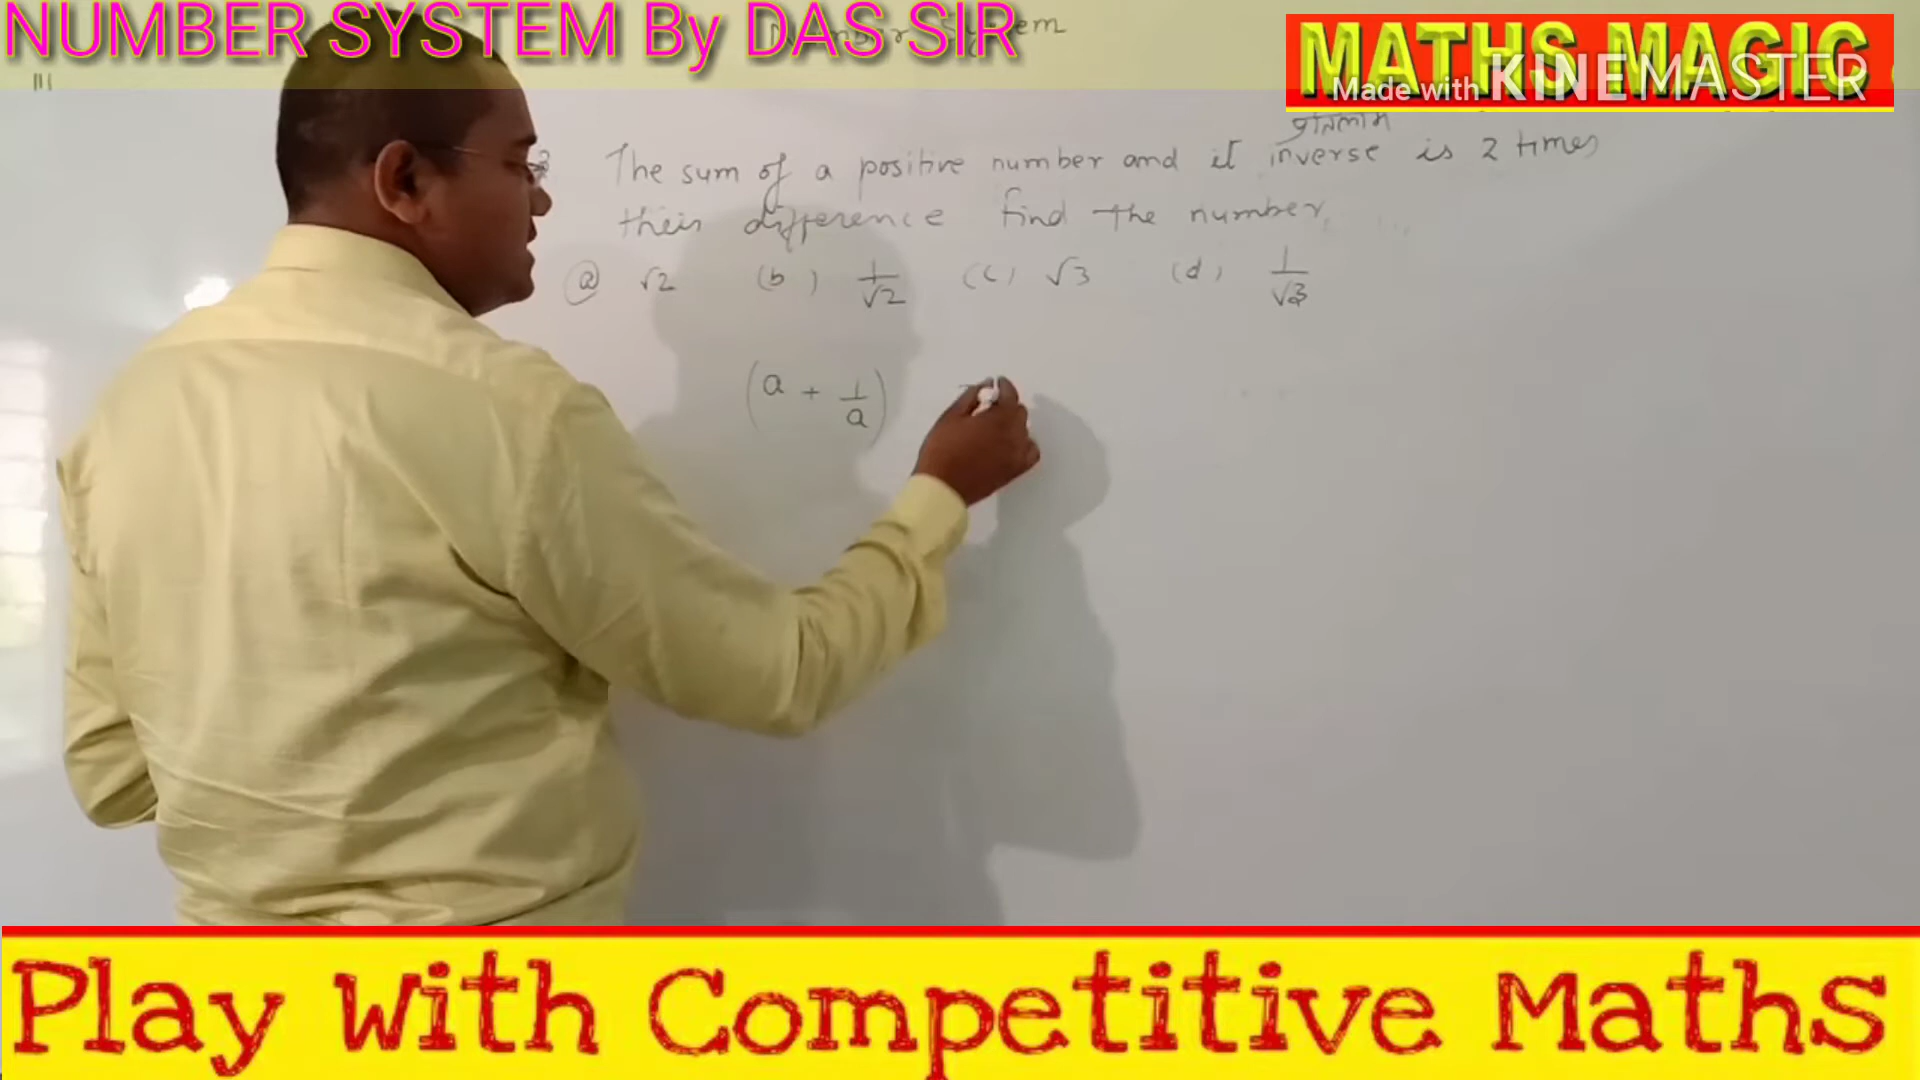 NUMBER SYSTEM By DAS SIR
MATHS MAGIC
Made with KINEMASTER
The sum of a positive number and it inverse is 2 times
their difference find the number.
(a) √2 (b) 1/√2 (c) √3 (d) 1/√3
(a + 1/a) =
Play With Competitive Maths